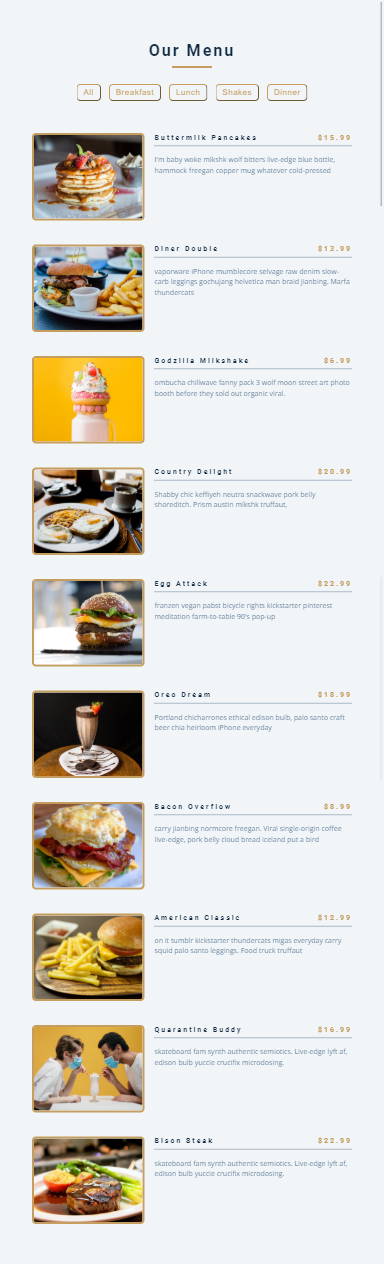 Our Menu
All Breakfast Lunch Shakes Dinner
Buttermilk Pancakes $15.99
I'm baby woke mlkshk wolf bitters live-edge blue bottle,
hammock freegan copper mug whatever cold-pressed
Diner Double $13.99
vaporware iPhone mumblecore selvage raw denim slow-
carb leggings gochujang helvetica man braid jianbing. Marfa
thundercats
Godzilla Milkshake $6.99
ombucha chillwave fanny pack 3 wolf moon street art photo
booth before they sold out organic viral.
Country Delight $20.99
Shabby chic keffiyeh neutra snackwave pork belly
shoreditch. Prism austin mlkshk truffaut,
Egg Attack $22.99
franzen vegan pabst bicycle rights kickstarter pinterest
meditation farm-to-table 90's pop-up
Oreo Dream $18.99
Portland chicharrones ethical edison bulb, palo santo craft
beer chia heirloom iPhone everyday
Bacon Overflow $8.99
carry jianbing normcore freegan. Viral single-origin coffee
live-edge, pork belly cloud bread iceland put a bird
American Classic $12.99
on it tumblr kickstarter thundercats migas everyday carry
squid palo santo leggings. Food truck truffaut
Quarantine Buddy $16.99
skateboard fam synth authentic semiotics. Live-edge lyft af,
edison bulb yuccie crucifix microdosing.
Bison Steak $22.99
skateboard fam synth authentic semiotics. Live-edge lyft af,
edison bulb yuccie crucifix microdosing.